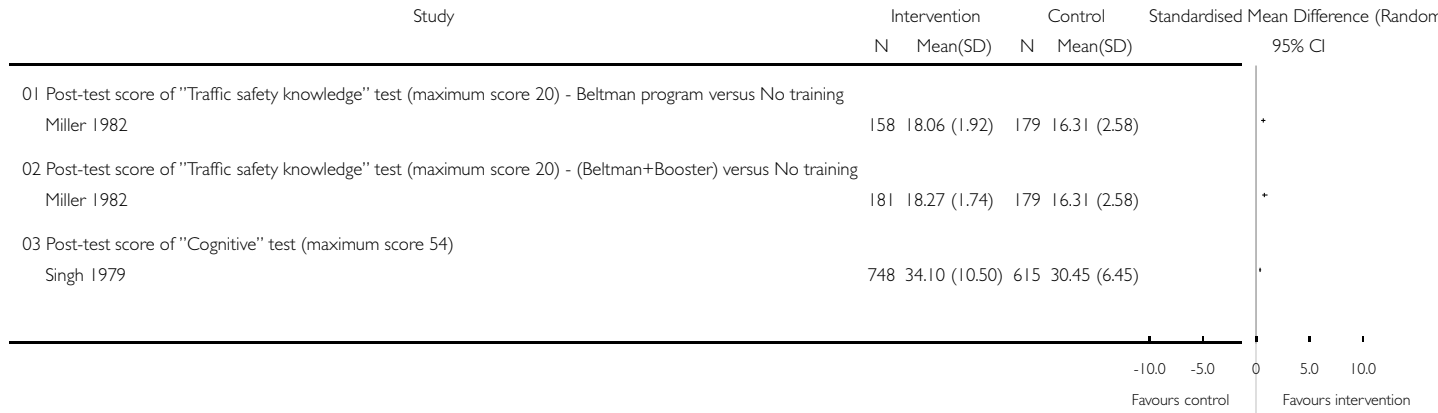 Study Intervention Control Standardised Mean Difference (Random
N Mean(SD) N Mean(SD) 95% CI
01 Post-test score of ”Traffic safety knowledge” test (maximum score 20) - Beltman program versus No training
Miller 1982 158 18.06 (1.92) 179 16.31 (2.58)
02 Post-test score of ”Traffic safety knowledge” test (maximum score 20) - (Beltman+Booster) versus No training
Miller 1982 181 18.27 (1.74) 179 16.31 (2.58)
03 Post-test score of ”Cognitive” test (maximum score 54)
Singh 1979 748 34.10 (10.50) 615 30.45 (6.45)
-10.0 -5.0 0 5.0 10.0
Favours control Favours intervention